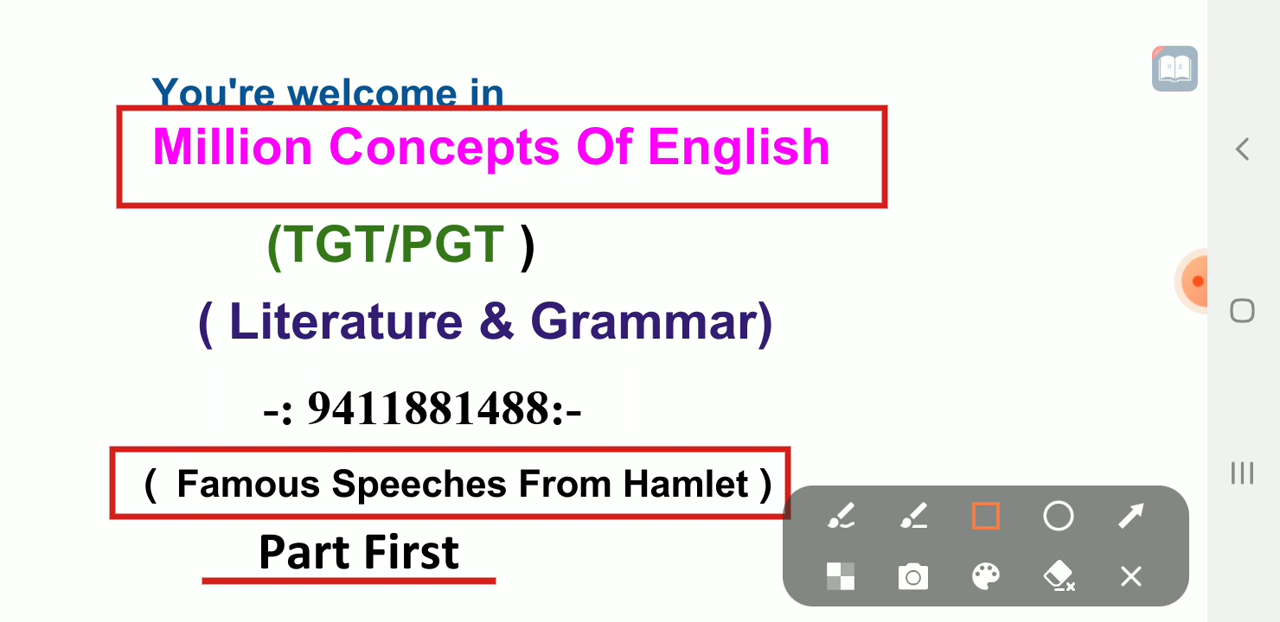 You're welcome in
Million Concepts Of English
(TGT/PGT )
( Literature & Grammar)
-: 9411881488:-
( Famous Speeches From Hamlet )
Part First